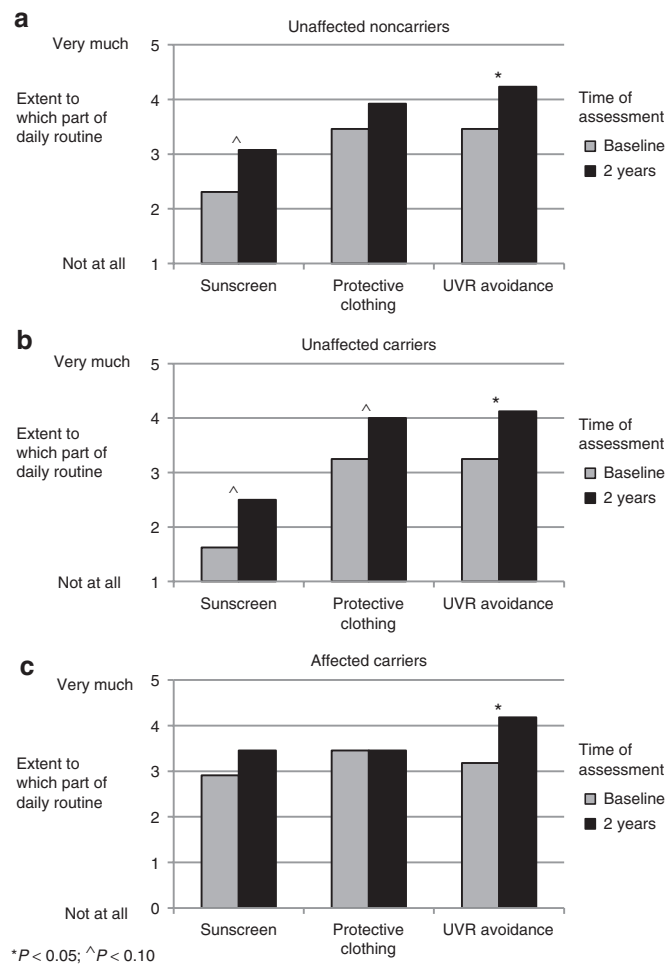 a
Unaffected noncarriers
Very much
5
Extent to
which part of
daily routine
4
3
2
Not at all
1
^
*
Sunscreen
Protective
clothing
UVR avoidance
Time of
assessment
Baseline
2 years
b
Unaffected carriers
Very much
5
Extent to
which part of
daily routine
4
3
2
Not at all
1
^
^
*
Sunscreen
Protective
clothing
UVR avoidance
Time of
assessment
Baseline
2 years
c
Affected carriers
Very much
5
4
Extent to
which part of
daily routine
3
2
1
Not at all
0
*
Sunscreen
Protective
clothing
UVR avoidance
Time of
assessment
Baseline
2 years
*P < 0.05; ^P < 0.10